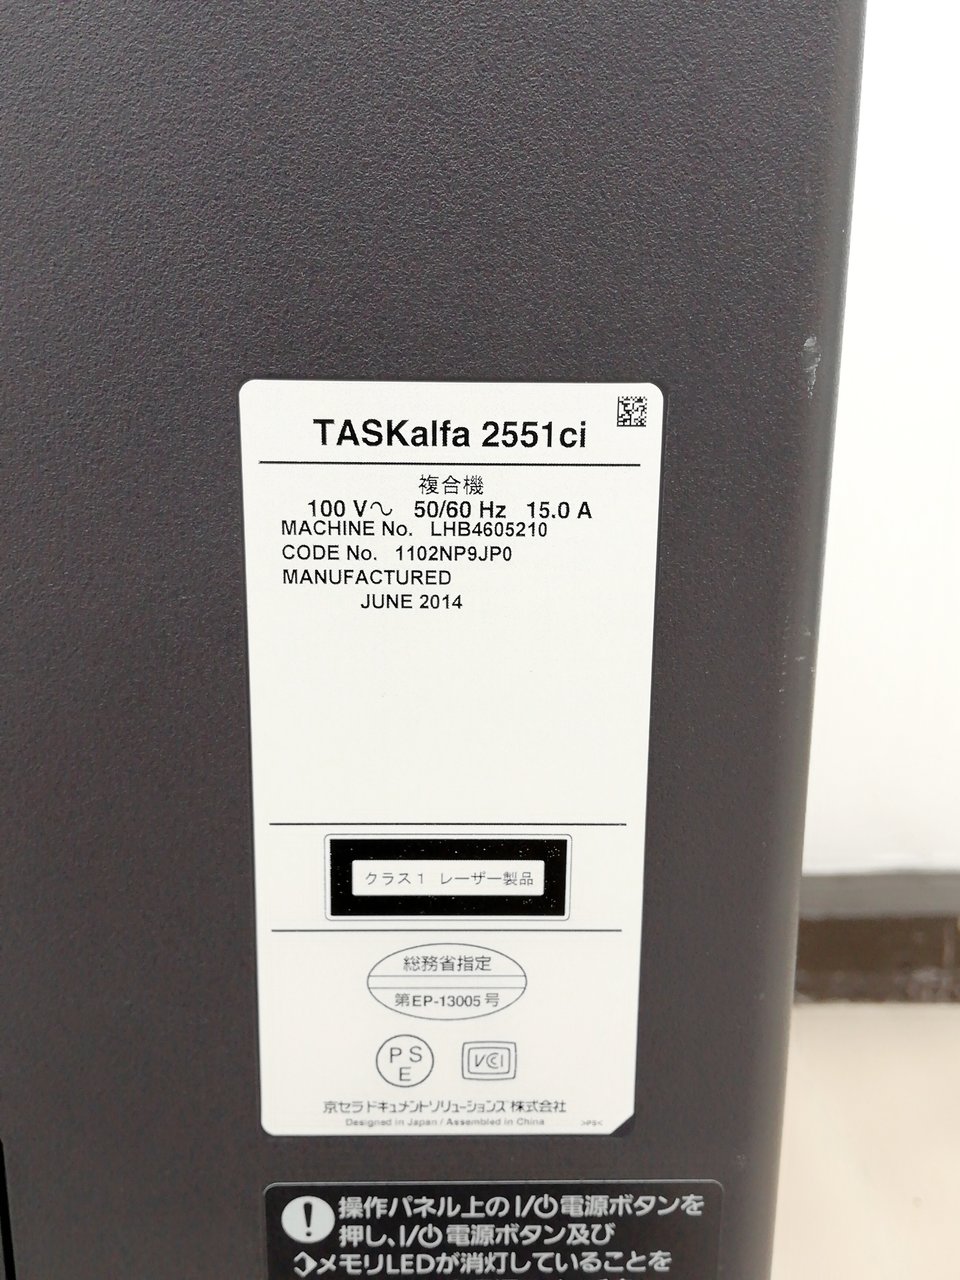 TASKalfa 2551ci
複合機
100 V～ 50/60 Hz 15.0 A
MACHINE No. LHB4605210
CODE No. 1102NP9JP0
MANUFACTURED
JUNE 2014
クラス1 レーザー製品
総務省指定
第EP-13005号
PS
E
VCCI
京セラドキュメントソリューションズ株式会社
Designed in Japan / Assembled in China >PS<
操作パネル上の|/⏻電源ボタンを
押し、|/⏻電源ボタン及び
メモリLEDが消灯していることを